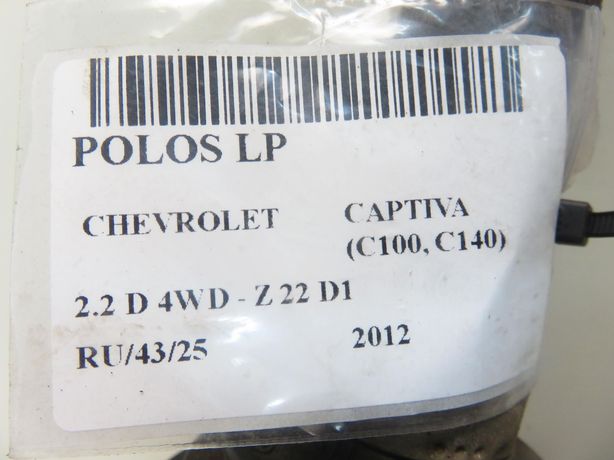 POLOS LP
CHEVROLET CAPTIVA
(C100, C140)
2.2 D 4WD - Z 22 D1
RU/43/25 2012